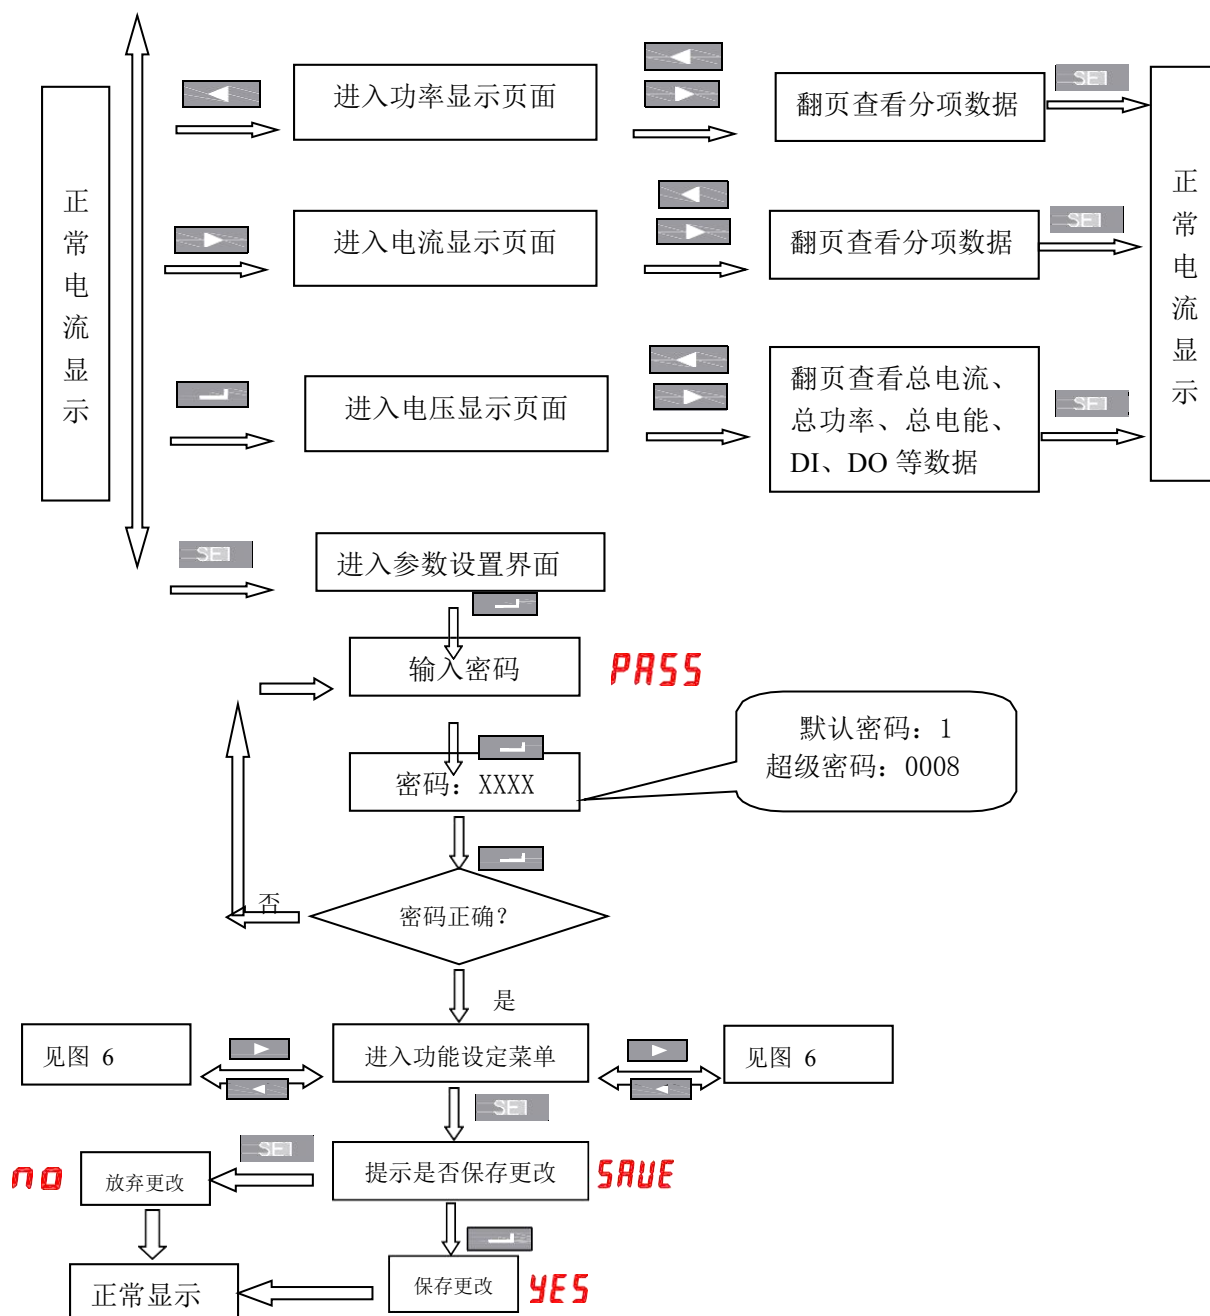 正常电流显示
进入功率显示页面
翻页查看分项数据
SET
正常电流显示
进入电流显示页面
翻页查看分项数据
SET
进入电压显示页面
翻页查看总电流、
总功率、总电能、
DI、DO 等数据
SET
SET
进入参数设置界面
输入密码
PASS
默认密码：1
超级密码：0008
密码：XXXX
密码正确？
否
是
见图 6
进入功能设定菜单
见图 6
SET
SET
no
放弃更改
提示是否保存更改
SAVE
正常显示
保存更改
YES